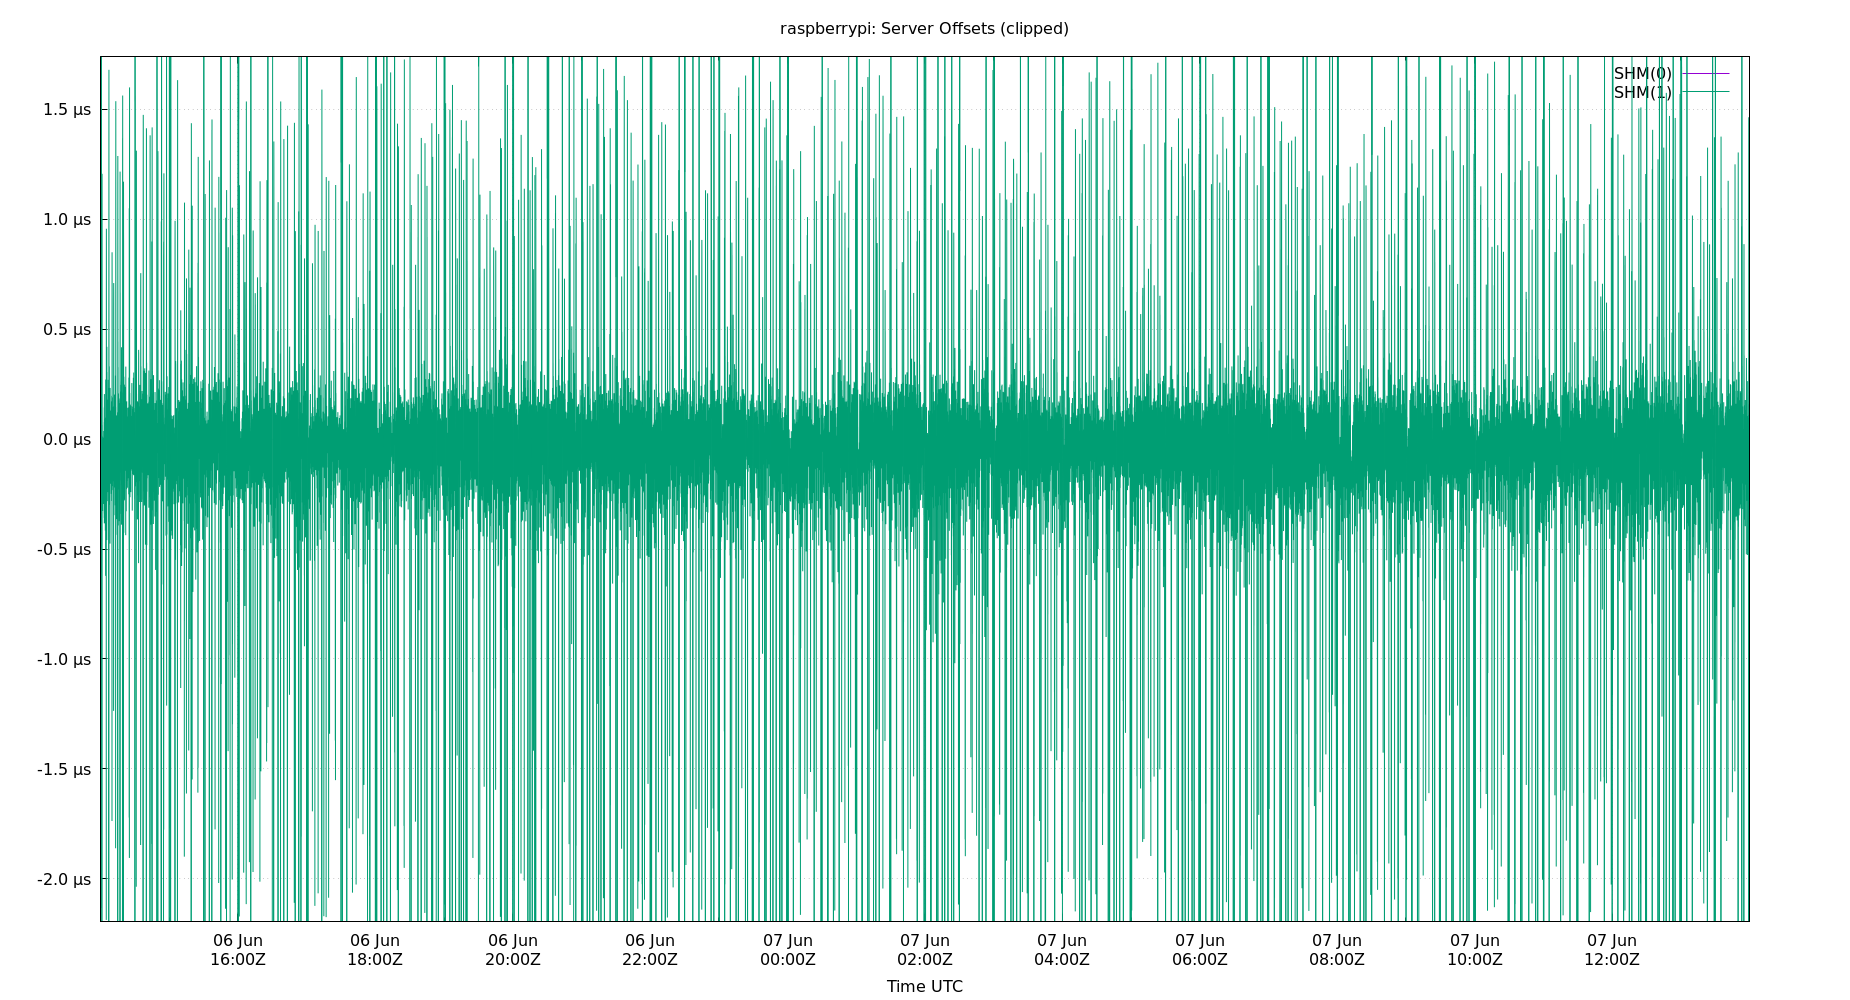 raspberrypi: Server Offsets (clipped)
SHM(0)
SHM(1)
1.5 µs
1.0 µs
0.5 µs
0.0 µs
-0.5 µs
-1.0 µs
-1.5 µs
-2.0 µs
06 Jun 06 Jun 06 Jun 06 Jun 07 Jun 07 Jun 07 Jun 07 Jun 07 Jun 07 Jun 07 Jun
16:00Z 18:00Z 20:00Z 22:00Z 00:00Z 02:00Z 04:00Z 06:00Z 08:00Z 10:00Z 12:00Z
Time UTC